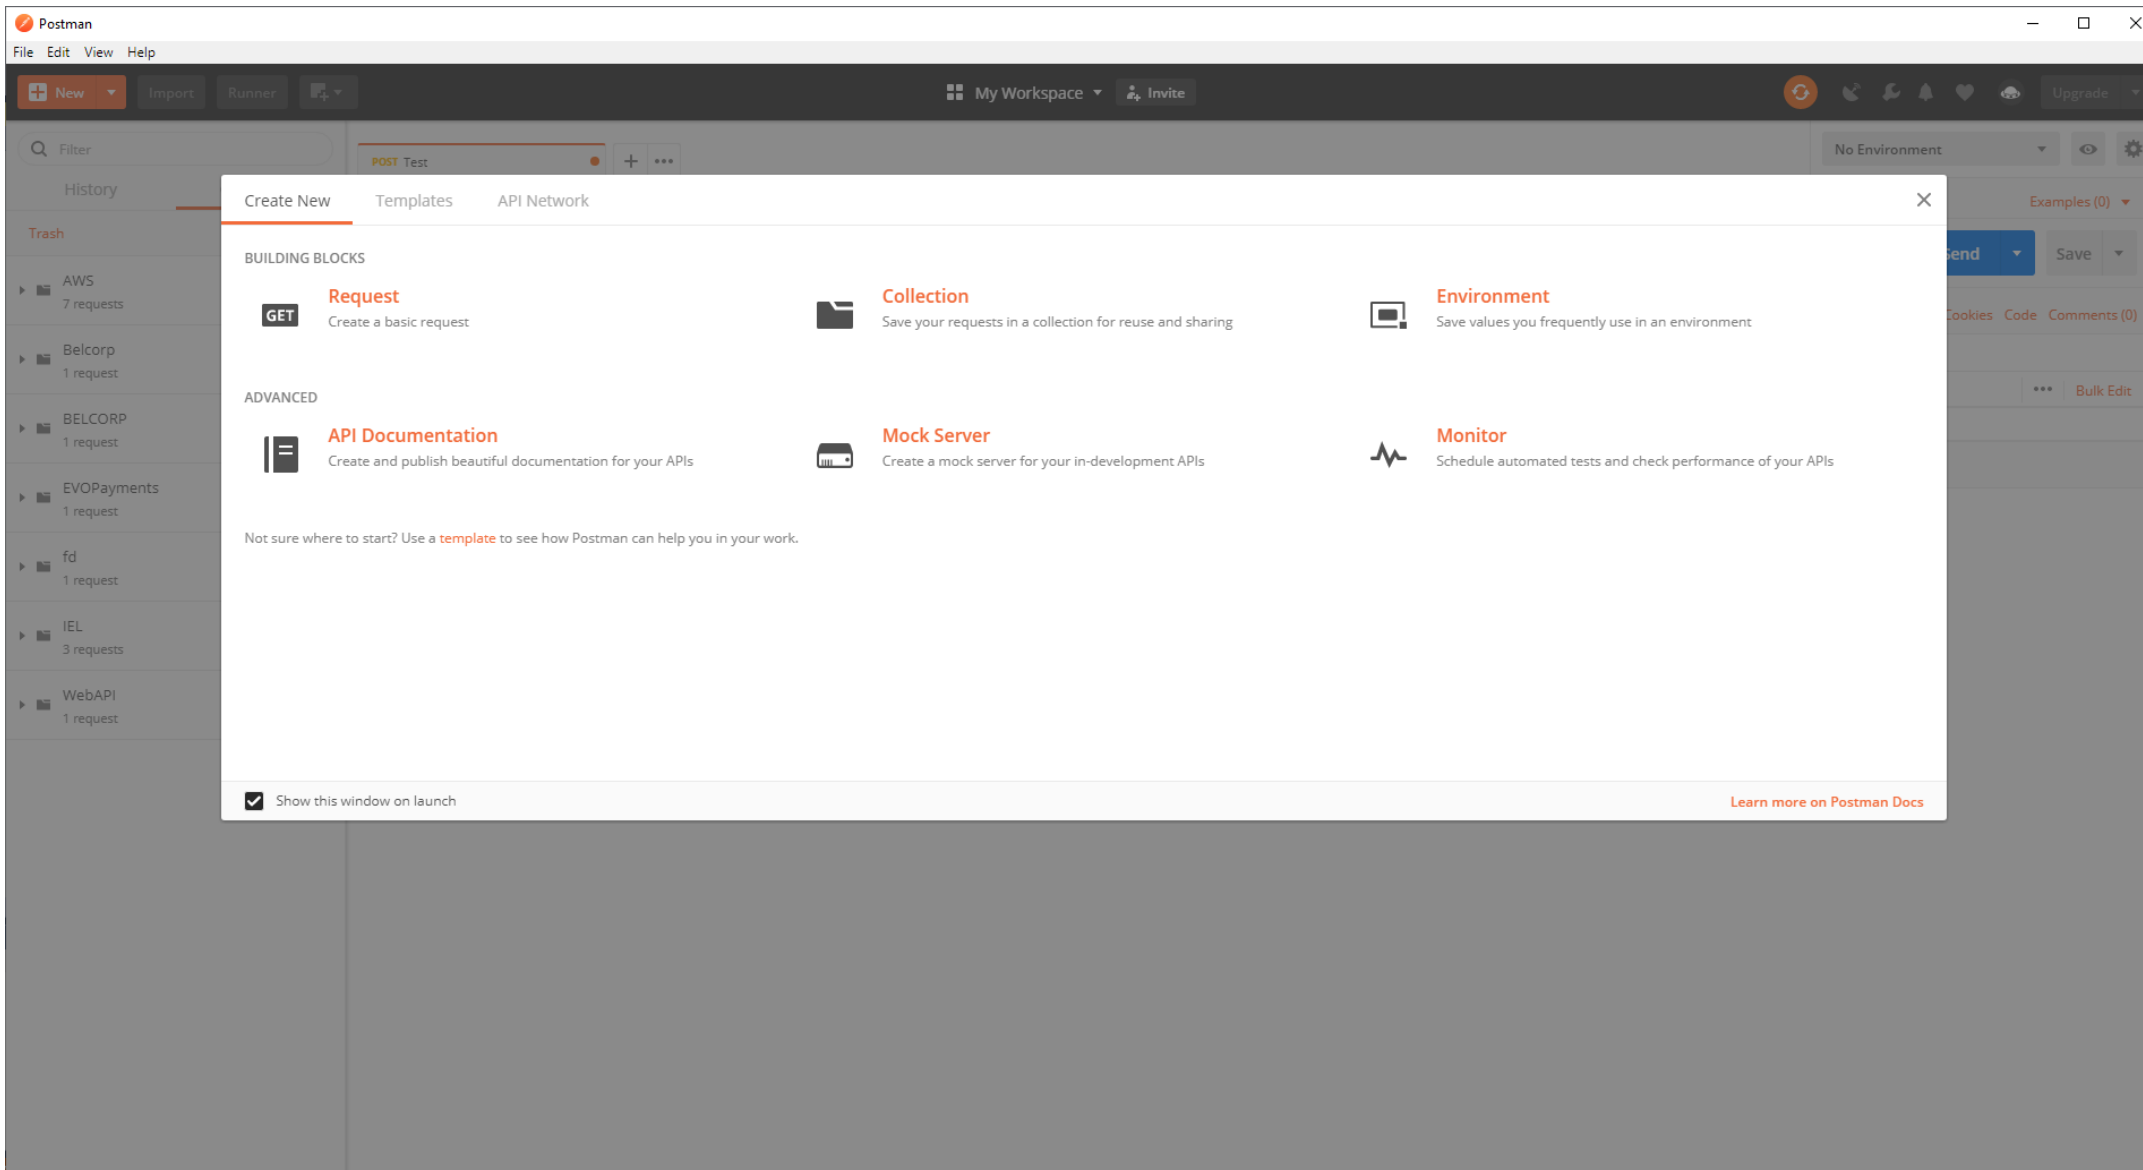 Postman
File Edit View Help
New Import Runner My Workspace Invite Upgrade
Filter
POST Test
No Environment
History
Create New Templates API Network
Examples (0)
Trash
BUILDING BLOCKS
Save
AWS
7 requests
GET
Request
Create a basic request
Collection
Save your requests in a collection for reuse and sharing
Environment
Save values you frequently use in an environment
Cookies Code Comments (0)
Belcorp
1 request
Bulk Edit
ADVANCED
BELCORP
1 request
API Documentation
Create and publish beautiful documentation for your APIs
Mock Server
Create a mock server for your in-development APIs
Monitor
Schedule automated tests and check performance of your APIs
EVOPayments
1 request
Not sure where to start? Use a template to see how Postman can help you in your work.
fd
1 request
IEL
3 requests
WebAPI
1 request
Show this window on launch
Learn more on Postman Docs